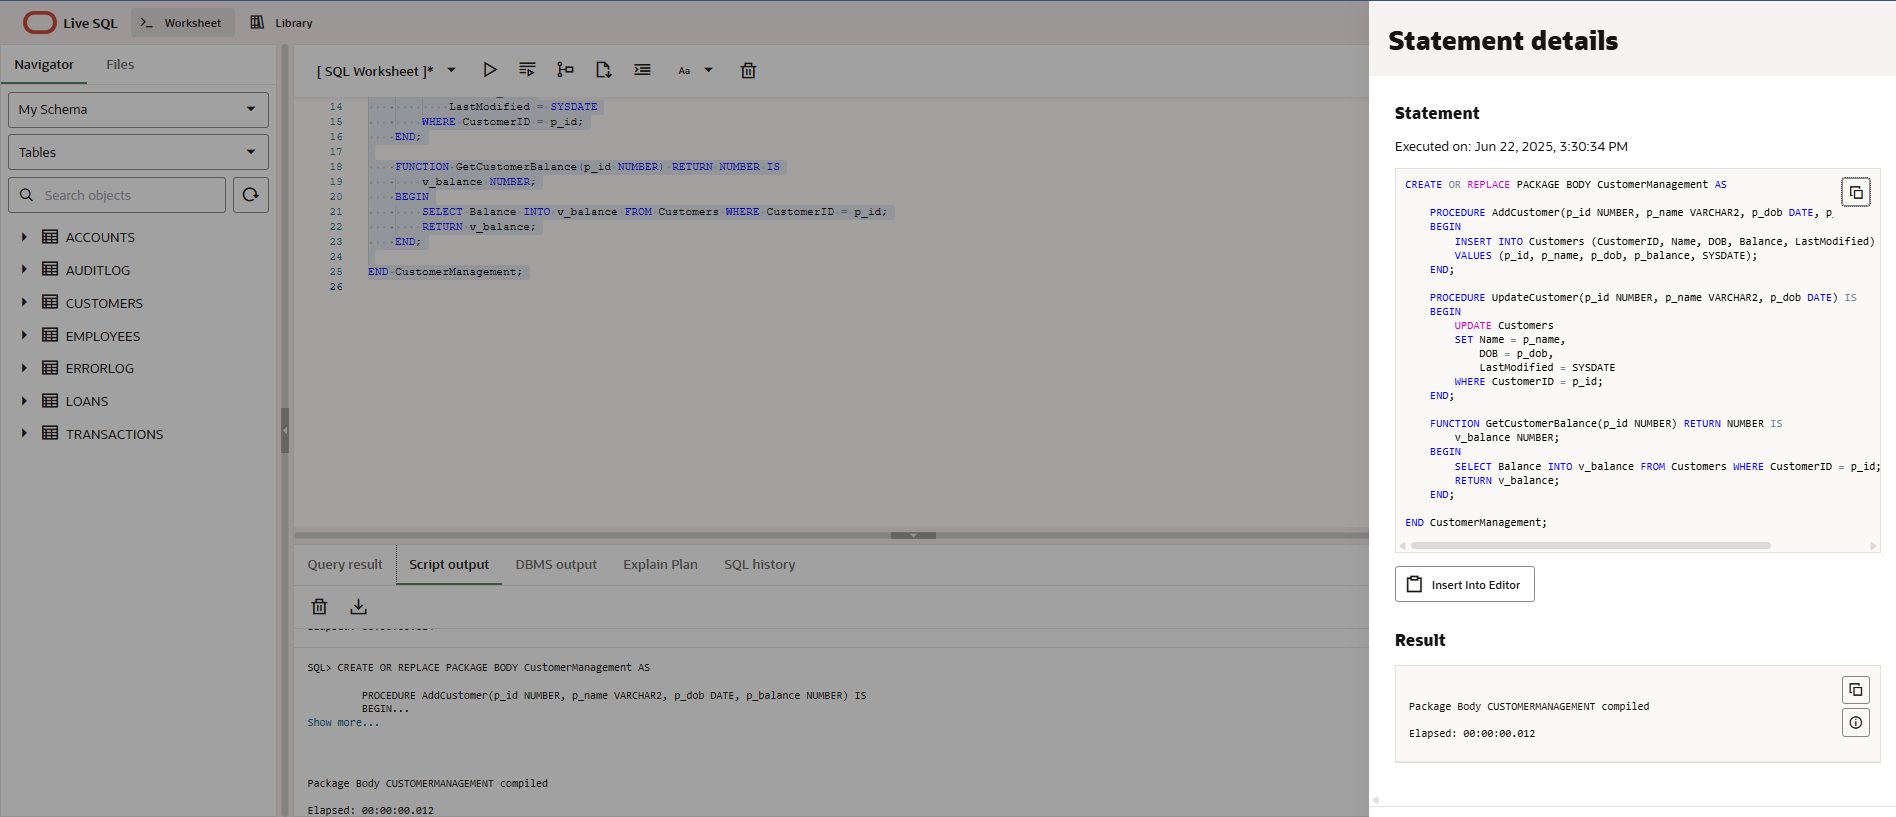 Live SQL
Worksheet
Library
Navigator
Files
My Schema
Tables
Search objects
ACCOUNTS
AUDITLOG
CUSTOMERS
EMPLOYEES
ERRORLOG
LOANS
TRANSACTIONS
[ SQL Worksheet ]*
Aa
14 LastModified = SYSDATE
15 WHERE CustomerID = p_id;
16 END;
17
18 FUNCTION GetCustomerBalance(p_id NUMBER) RETURN NUMBER IS
19 v_balance NUMBER;
20 BEGIN
21 SELECT Balance INTO v_balance FROM Customers WHERE CustomerID = p_id;
22 RETURN v_balance;
23 END;
24
25 END CustomerManagement;
26
Query result
Script output
DBMS output
Explain Plan
SQL history
SQL> CREATE OR REPLACE PACKAGE BODY CustomerManagement AS
PROCEDURE AddCustomer(p_id NUMBER, p_name VARCHAR2, p_dob DATE, p_balance NUMBER) IS
BEGIN...
Show more...
Package Body CUSTOMERMANAGEMENT compiled
Elapsed: 00:00:00.012
Statement details
Statement
Executed on: Jun 22, 2025, 3:30:34 PM
CREATE OR REPLACE PACKAGE BODY CustomerManagement AS
PROCEDURE AddCustomer(p_id NUMBER, p_name VARCHAR2, p_dob DATE, p_
BEGIN
INSERT INTO Customers (CustomerID, Name, DOB, Balance, LastModified)
VALUES (p_id, p_name, p_dob, p_balance, SYSDATE);
END;
PROCEDURE UpdateCustomer(p_id NUMBER, p_name VARCHAR2, p_dob DATE) IS
BEGIN
UPDATE Customers
SET Name = p_name,
DOB = p_dob,
LastModified = SYSDATE
WHERE CustomerID = p_id;
END;
FUNCTION GetCustomerBalance(p_id NUMBER) RETURN NUMBER IS
v_balance NUMBER;
BEGIN
SELECT Balance INTO v_balance FROM Customers WHERE CustomerID = p_id;
RETURN v_balance;
END;
END CustomerManagement;
Insert Into Editor
Result
Package Body CUSTOMERMANAGEMENT compiled
Elapsed: 00:00:00.012